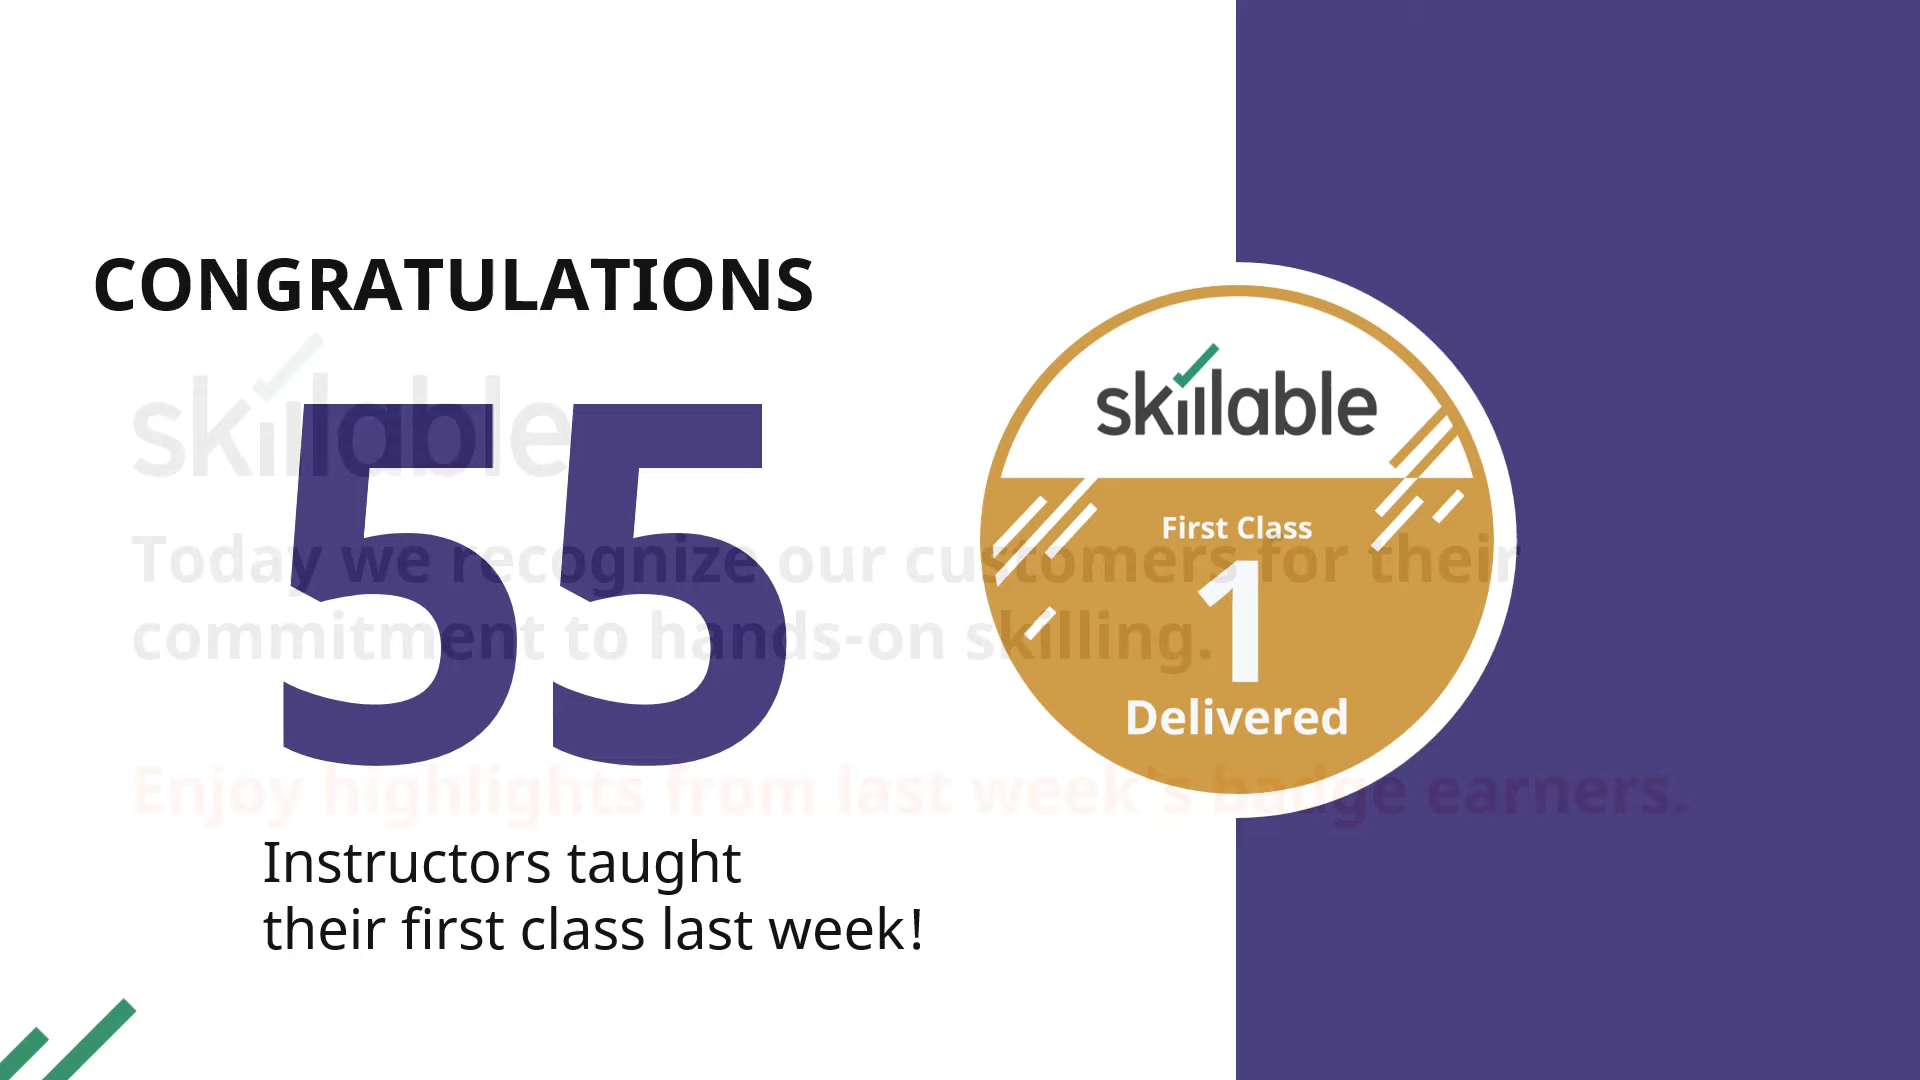 CONGRATULATIONS
skillable
55
Today we recognize our customers for their
commitment to hands-on skilling.
Enjoy highlights from last week's badge earners.
Instructors taught
their first class last week!
skillable
First Class
1
Delivered